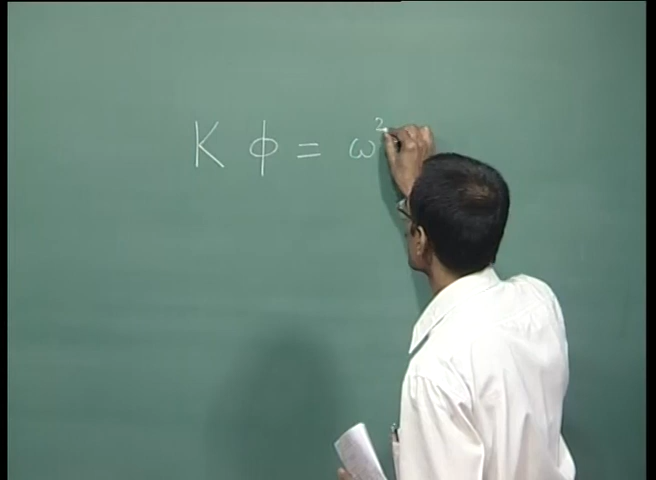 K ϕ = ω²